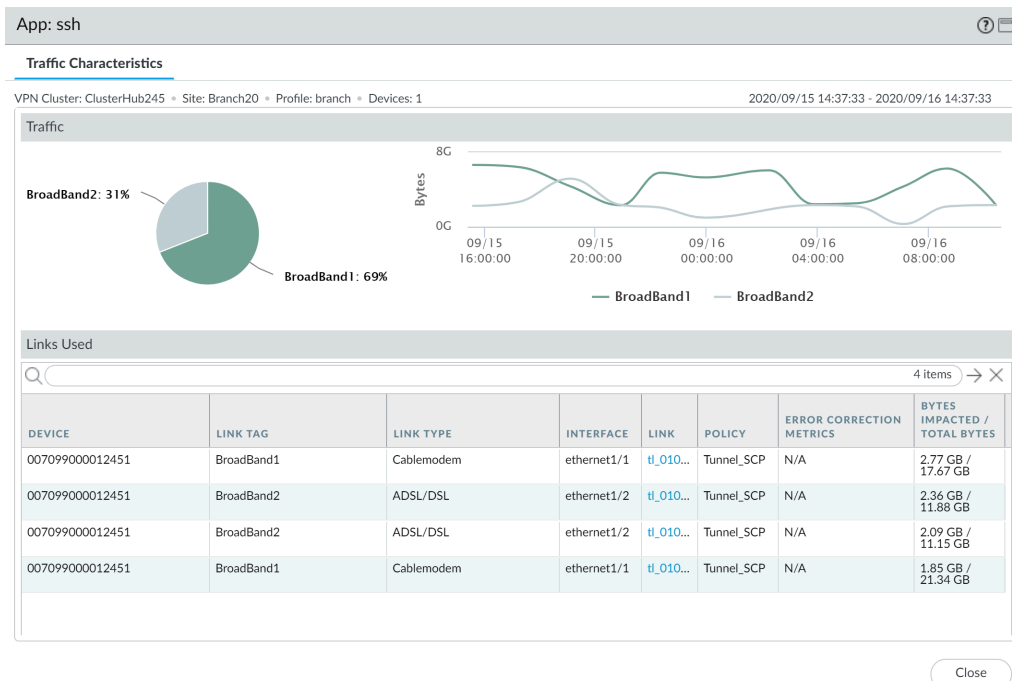 App: ssh
Traffic Characteristics
VPN Cluster: ClusterHub245 • Site: Branch20 • Profile: branch • Devices: 1
2020/09/15 14:37:33 - 2020/09/16 14:37:33
Traffic
BroadBand2: 31%
BroadBand1: 69%
Bytes
8G
0G
09/15 09/15 09/16 09/16 09/16
16:00:00 20:00:00 00:00:00 04:00:00 08:00:00
BroadBand1 BroadBand2
Links Used
4 items
DEVICE LINK TAG LINK TYPE INTERFACE LINK POLICY ERROR CORRECTION METRICS BYTES IMPACTED / TOTAL BYTES
007099000012451 BroadBand1 Cablemodem ethernet1/1 tl_010... Tunnel_SCP N/A 2.77 GB / 17.67 GB
007099000012451 BroadBand2 ADSL/DSL ethernet1/2 tl_010... Tunnel_SCP N/A 2.36 GB / 11.88 GB
007099000012451 BroadBand2 ADSL/DSL ethernet1/2 tl_010... Tunnel_SCP N/A 2.09 GB / 11.15 GB
007099000012451 BroadBand1 Cablemodem ethernet1/1 tl_010... Tunnel_SCP N/A 1.85 GB / 21.34 GB
Close